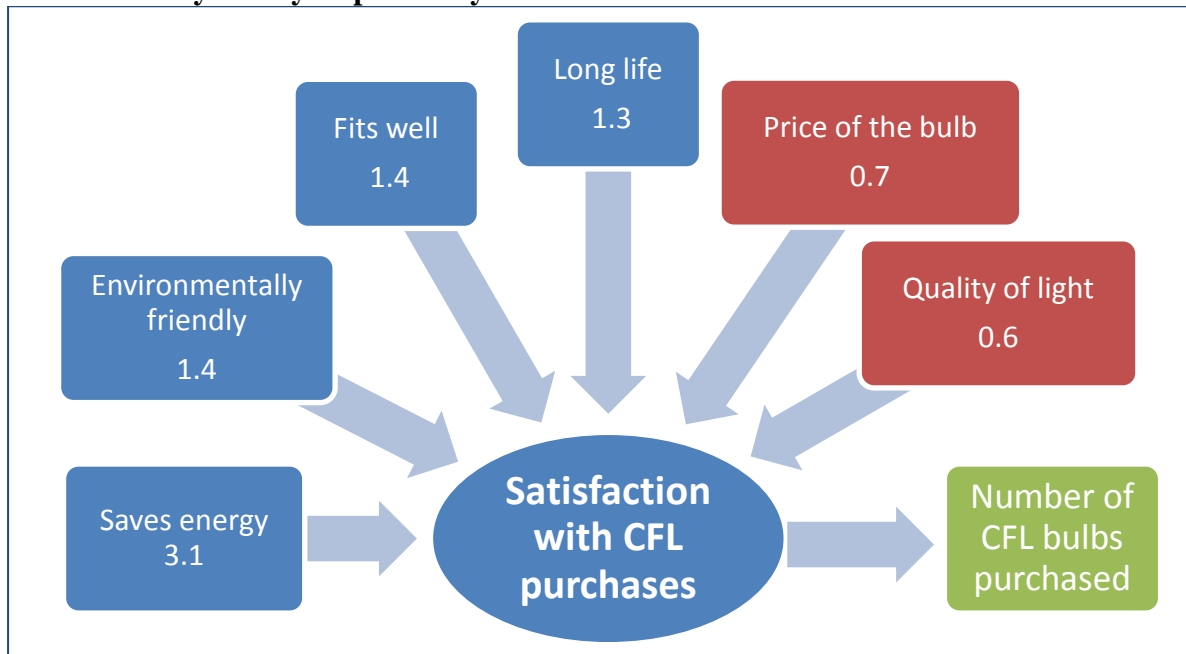 Long life
1.3
Fits well
1.4
Price of the bulb
0.7
Environmentally
friendly
1.4
Quality of light
0.6
Saves energy
3.1
Satisfaction
with CFL
purchases
Number of
CFL bulbs
purchased